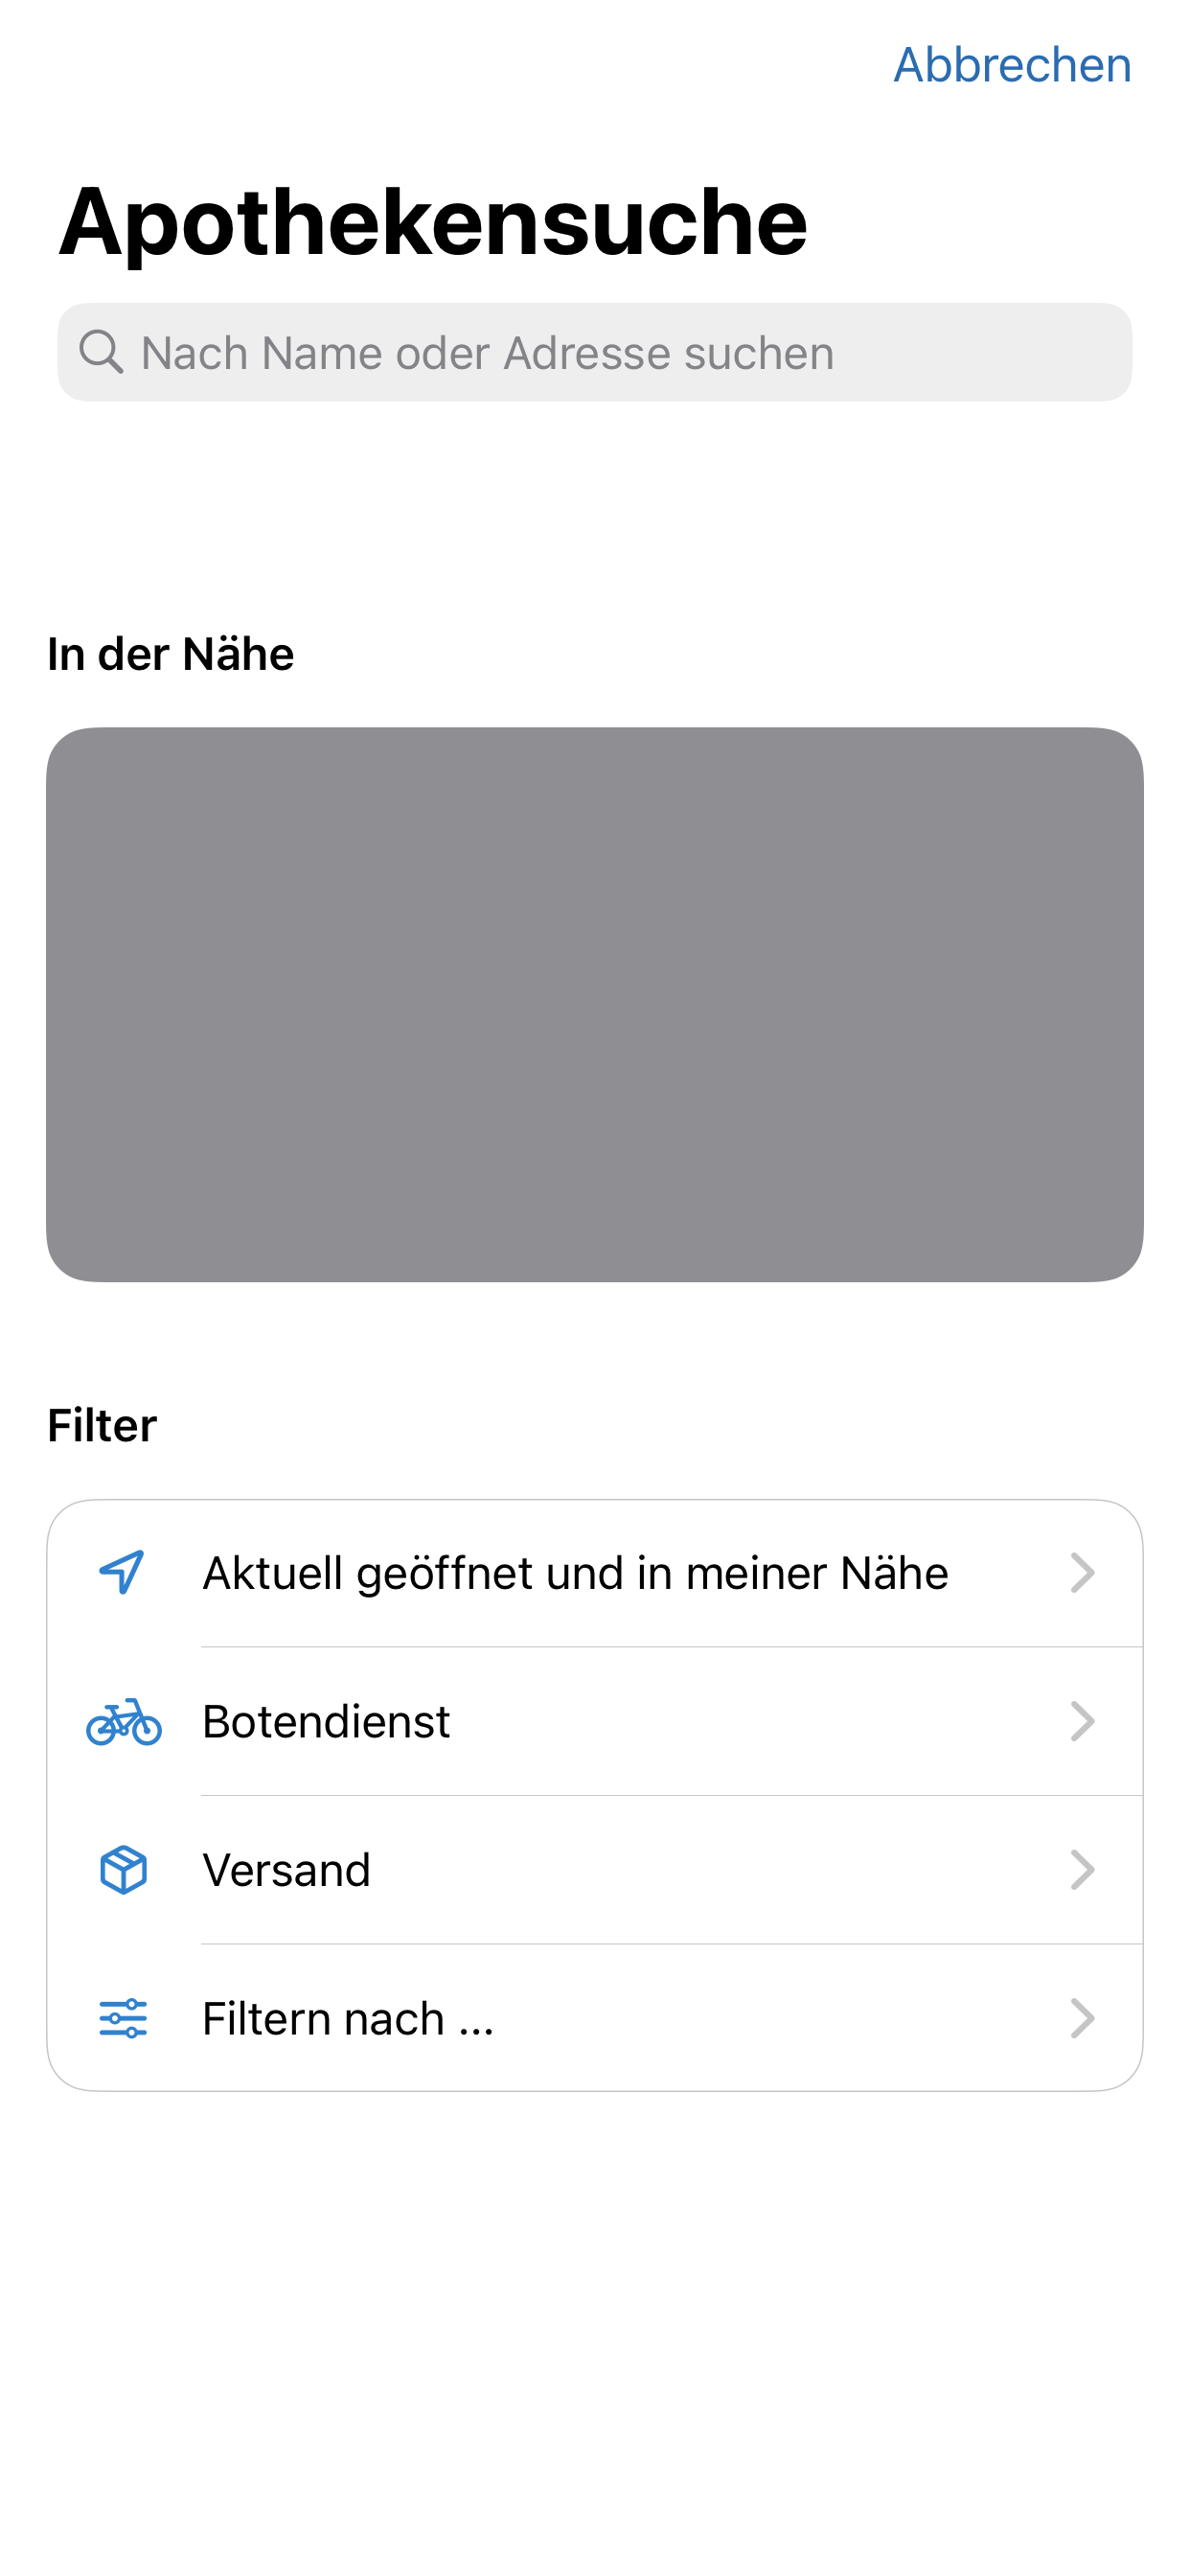 Abbrechen
Apothekensuche
Nach Name oder Adresse suchen
In der Nähe
Filter
Aktuell geöffnet und in meiner Nähe
Botendienst
Versand
Filtern nach ...